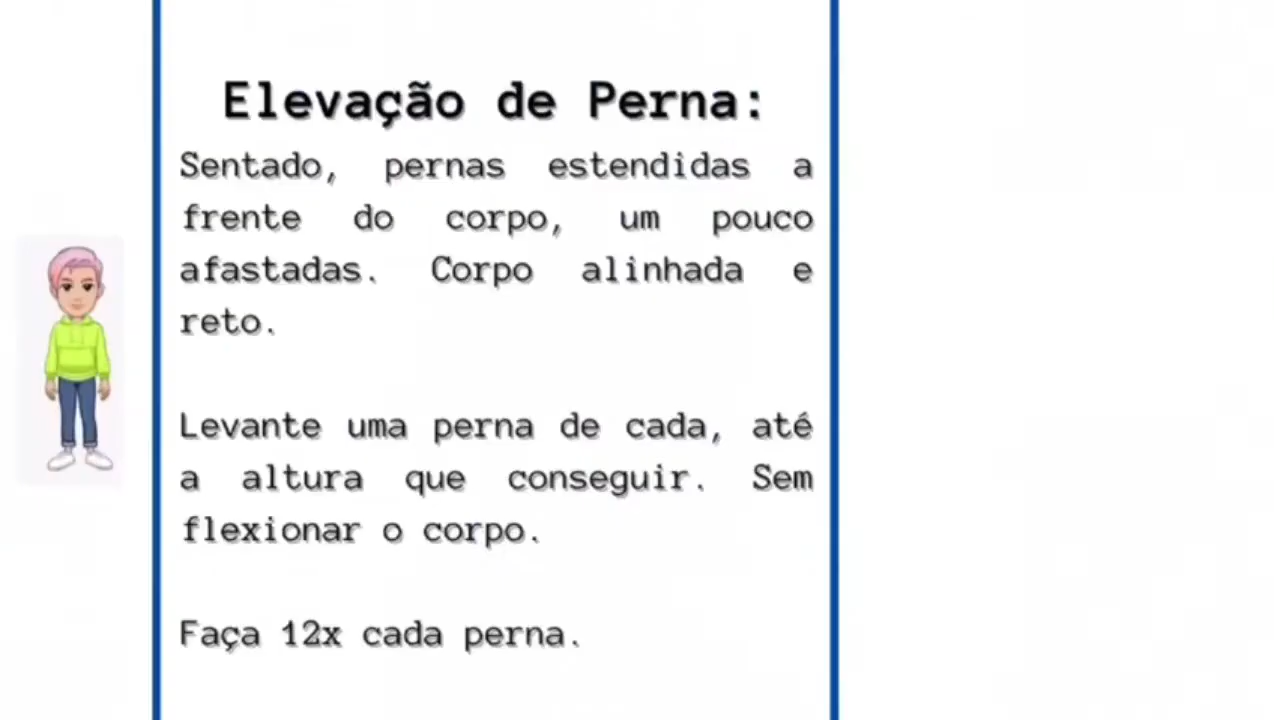 Elevação de Perna:
Sentado, pernas estendidas a
frente do corpo, um pouco
afastadas. Corpo alinhada e
reto.
Levante uma perna de cada, até
a altura que conseguir. Sem
flexionar o corpo.
Faça 12x cada perna.